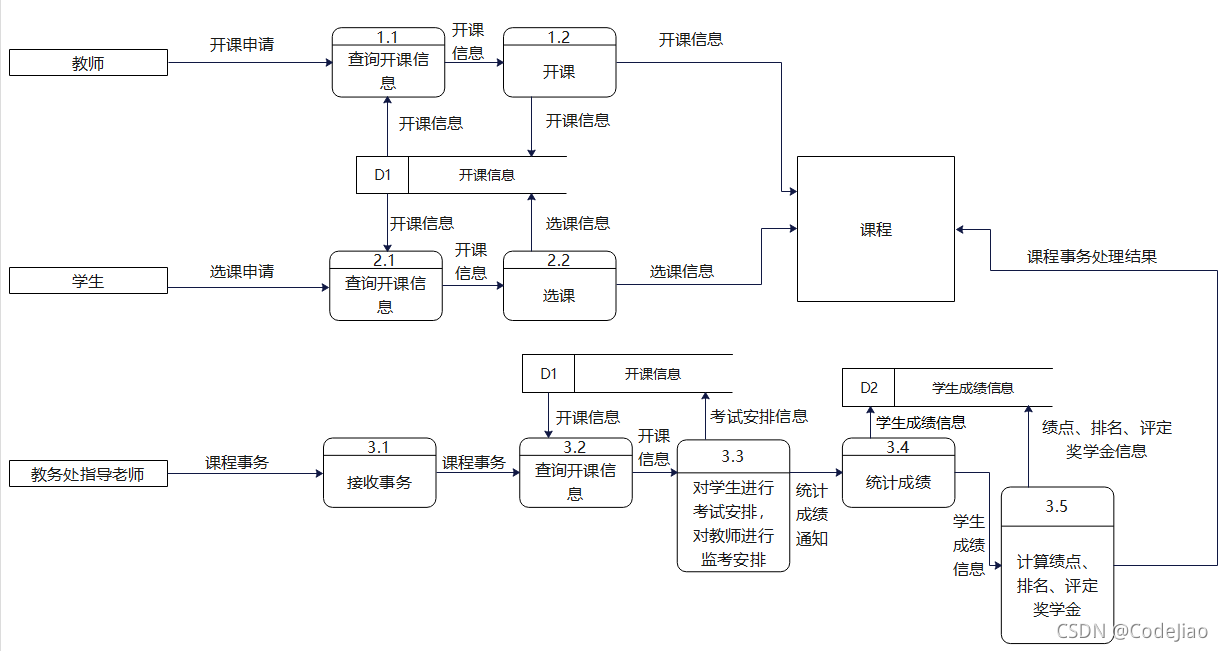 教师
开课申请
1.1
查询开课信
息
开课
信息
1.2
开课
开课信息
开课信息
开课信息
D1
开课信息
课程
开课信息
选课信息
学生
选课申请
2.1
查询开课信
息
开课
信息
2.2
选课
选课信息
课程事务处理结果
D1
开课信息
D2
学生成绩信息
开课信息
考试安排信息
学生成绩信息
绩点、排名、评定
奖学金信息
教务处指导老师
课程事务
3.1
接收事务
课程事务
3.2
查询开课信
息
开课
信息
3.3
对学生进行
考试安排，
对教师进行
监考安排
统计
成绩
通知
3.4
统计成绩
学生
成绩
信息
3.5
计算绩点、
排名、评定
奖学金
CSDN @CodeJiao